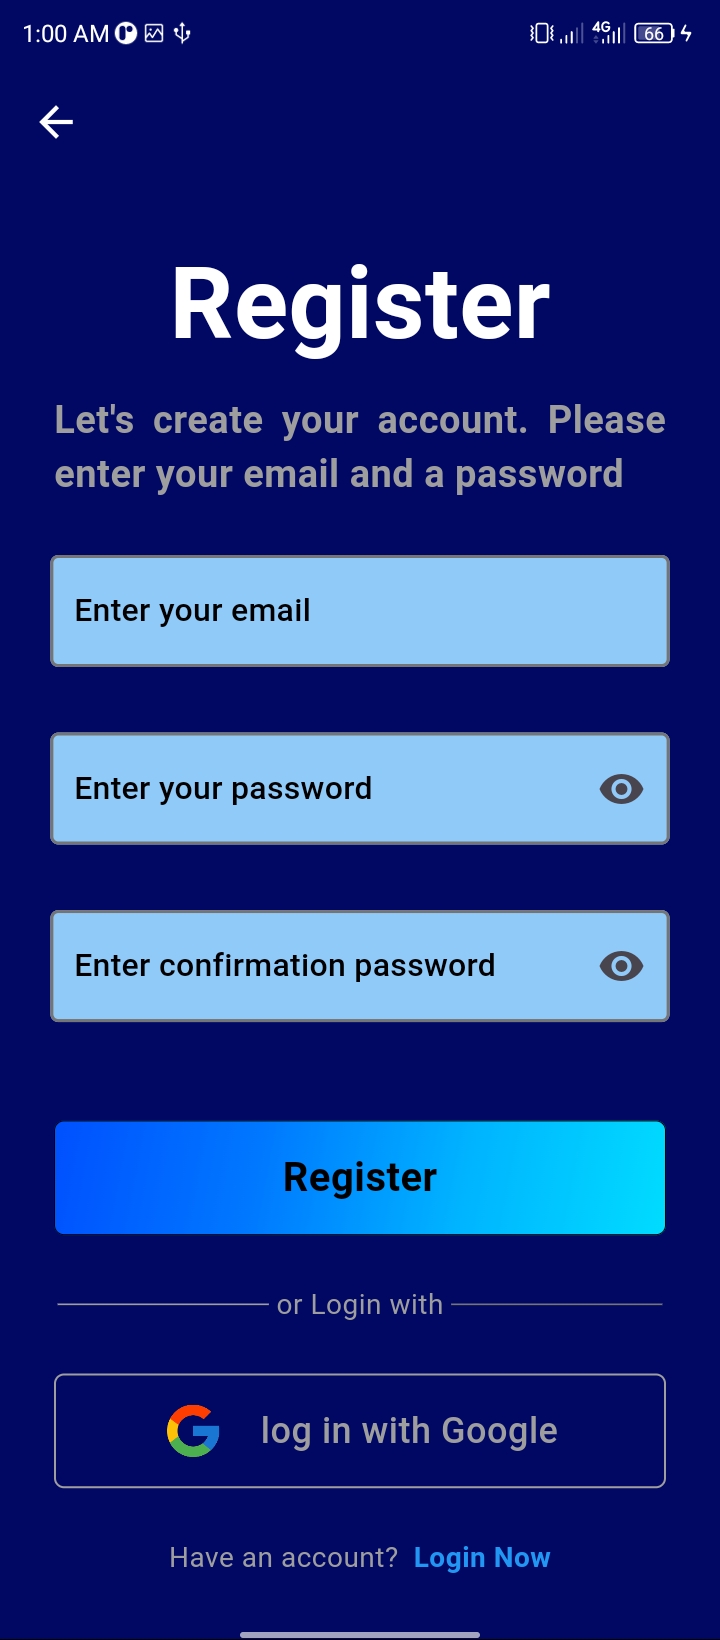 1:00 AM 4G 66
Register
Let's create your account. Please
enter your email and a password
Enter your email
Enter your password
Enter confirmation password
Register
or Login with
log in with Google
Have an account? Login Now